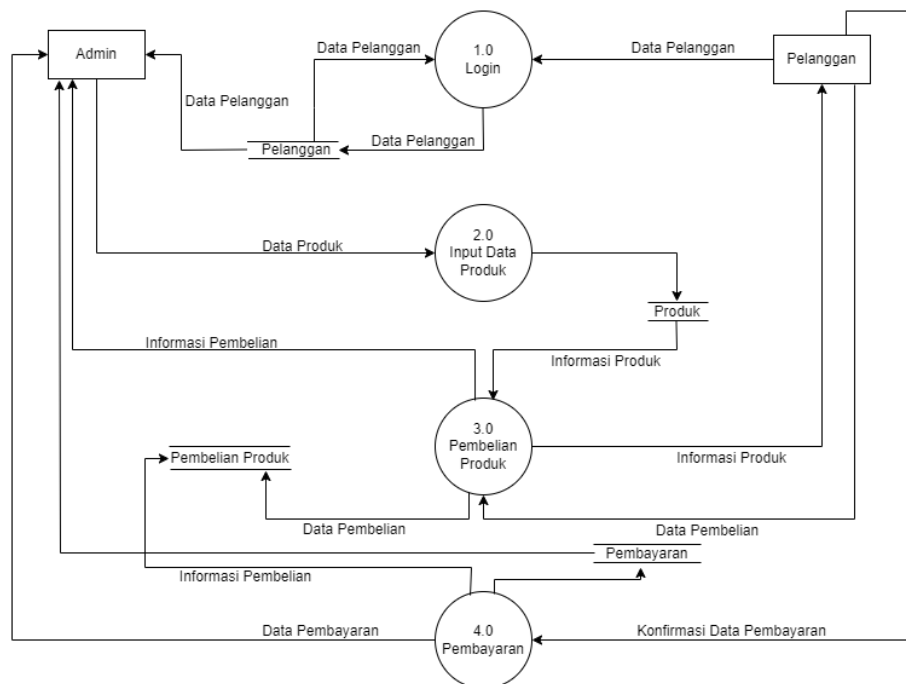 Admin
Data Pelanggan
1.0
Login
Data Pelanggan
Pelanggan
Data Pelanggan
Data Pelanggan
Pelanggan
Data Produk
2.0
Input Data
Produk
Produk
Informasi Pembelian
Informasi Produk
3.0
Pembelian
Produk
Pembelian Produk
Informasi Produk
Data Pembelian
Data Pembelian
Pembayaran
Informasi Pembelian
Data Pembayaran
4.0
Pembayaran
Konfirmasi Data Pembayaran